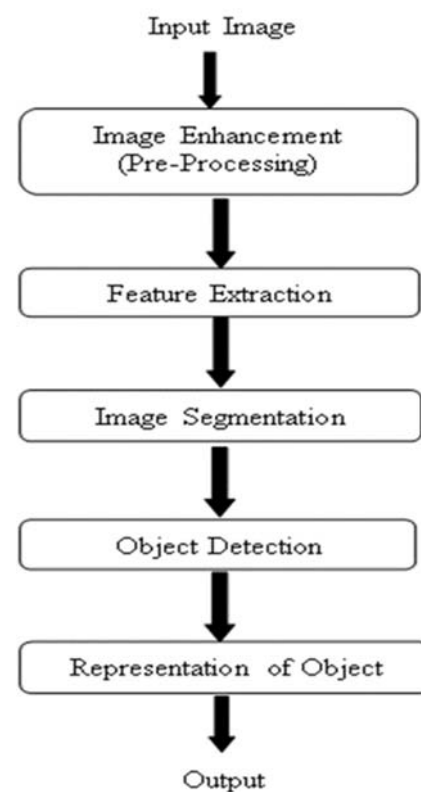 Input Image
Image Enhancement
(Pre-Processing)
Feature Extraction
Image Segmentation
Object Detection
Representation of Object
Output